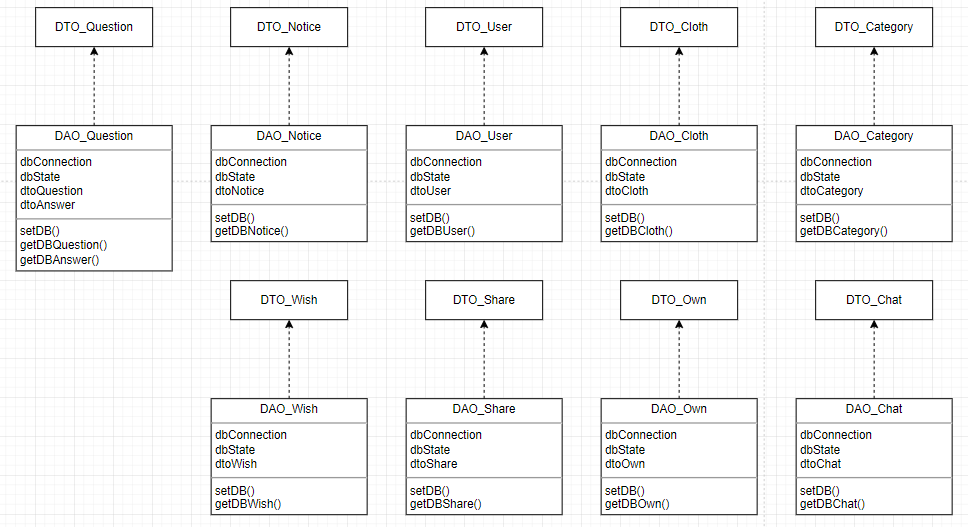 DTO_Question
DTO_Notice
DTO_User
DTO_Cloth
DTO_Category
DAO_Question
dbConnection
dbState
dtoQuestion
dtoAnswer
setDB()
getDBQuestion()
getDBAnswer()
DAO_Notice
dbConnection
dbState
dtoNotice
setDB()
getDBNotice()
DAO_User
dbConnection
dbState
dtoUser
setDB()
getDBUser()
DAO_Cloth
dbConnection
dbState
dtoCloth
setDB()
getDBCloth()
DAO_Category
dbConnection
dbState
dtoCategory
setDB()
getDBCategory()
DTO_Wish
DTO_Share
DTO_Own
DTO_Chat
DAO_Wish
dbConnection
dbState
dtoWish
setDB()
getDBWish()
DAO_Share
dbConnection
dbState
dtoShare
setDB()
getDBShare()
DAO_Own
dbConnection
dbState
dtoOwn
setDB()
getDBOwn()
DAO_Chat
dbConnection
dbState
dtoChat
setDB()
getDBChat()